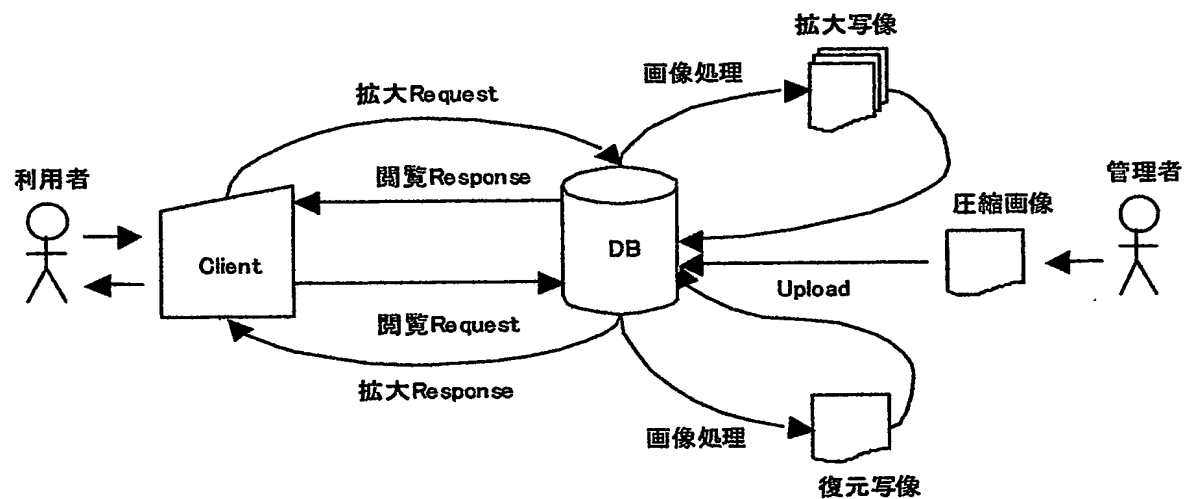 拡大写像
画像処理
拡大Request
利用者
閲覧Response
管理者
圧縮画像
DB
Client
Upload
閲覧Request
拡大Response
画像処理
復元写像